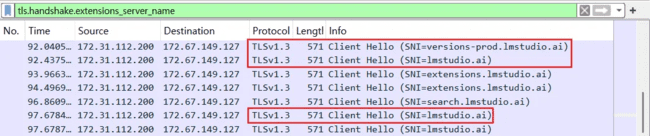 tls.handshake.extensions_server_name
No. Time Source Destination Protocol Lengtl Info
92.0405… 172.31.112.200 172.67.149.127 TLSv1.3 571 Client Hello (SNI=versions-prod.lmstudio.ai)
92.4375… 172.31.112.200 172.67.149.127 TLSv1.3 571 Client Hello (SNI=lmstudio.ai)
93.9663… 172.31.112.200 172.67.149.127 TLSv1.3 571 Client Hello (SNI=extensions.lmstudio.ai)
94.4969… 172.31.112.200 172.67.149.127 TLSv1.3 571 Client Hello (SNI=extensions.lmstudio.ai)
96.8609… 172.31.112.200 172.67.149.127 TLSv1.3 571 Client Hello (SNI=search.lmstudio.ai)
97.6784… 172.31.112.200 172.67.149.127 TLSv1.3 571 Client Hello (SNI=lmstudio.ai)
97.6787… 172.31.112.200 172.67.149.127 TLSv1.3 571 Client Hello (SNI=lmstudio.ai)